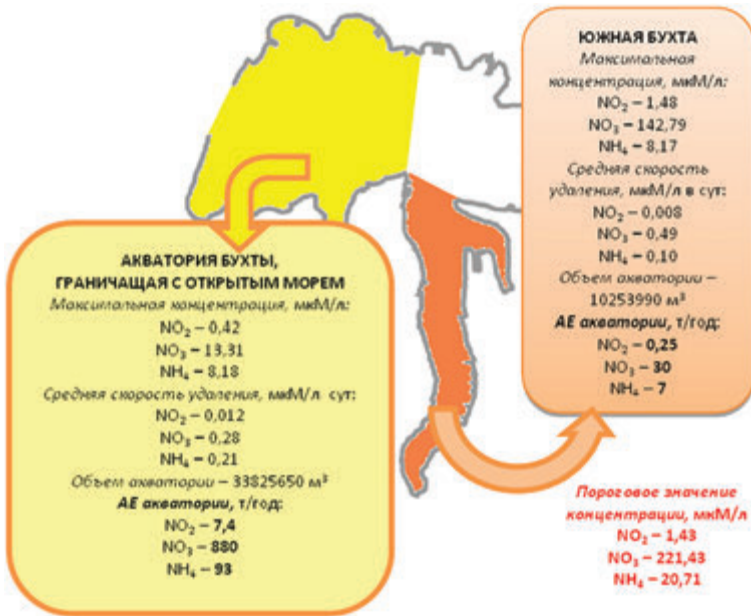 ЮЖНАЯ БУХТА
Максимальная
концентрация, мкМ/л:
NO₂ – 1,48
NO₃ – 142,79
NH₄ – 8,17
Средняя скорость
удаления, мкМ/л в сут:
NO₂ – 0,008
NO₃ – 0,49
NH₄ – 0,10
Объем акватории –
10253990 м³
АЕ акватории, т/год:
NO₂ – 0,25
NO₃ – 30
NH₄ – 7
АКВАТОРИЯ БУХТЫ,
ГРАНИЧАЩАЯ С ОТКРЫТЫМ МОРЕМ
Максимальная концентрация, мкМ/л:
NO₂ – 0,42
NO₃ – 13,31
NH₄ – 8,18
Средняя скорость удаления, мкМ/л сут:
NO₂ – 0,012
NO₃ – 0,28
NH₄ – 0,21
Объем акватории – 33825650 м³
АЕ акватории, т/год:
NO₂ – 7,4
NO₃ – 880
NH₄ – 93
Пороговое значение
концентрации, мкМ/л
NO₂ – 1,43
NO₃ – 221,43
NH₄ – 20,71